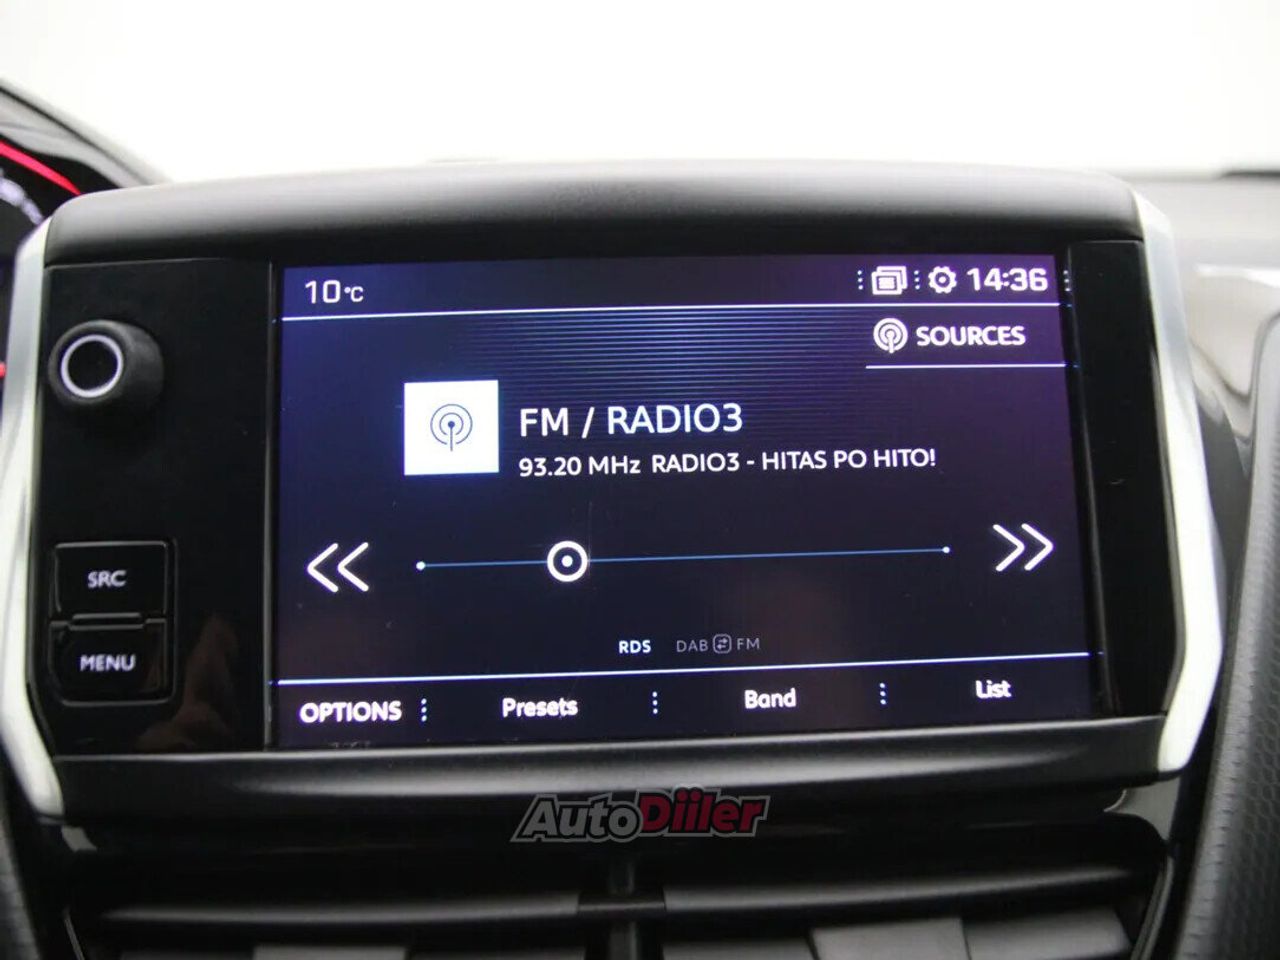 10°C
14:36
SOURCES
FM / RADIO3
93.20 MHz RADIO3 - HITAS PO HITO!
SRC
MENU
RDS DAB FM
OPTIONS Presets Band List
AutoDiiler